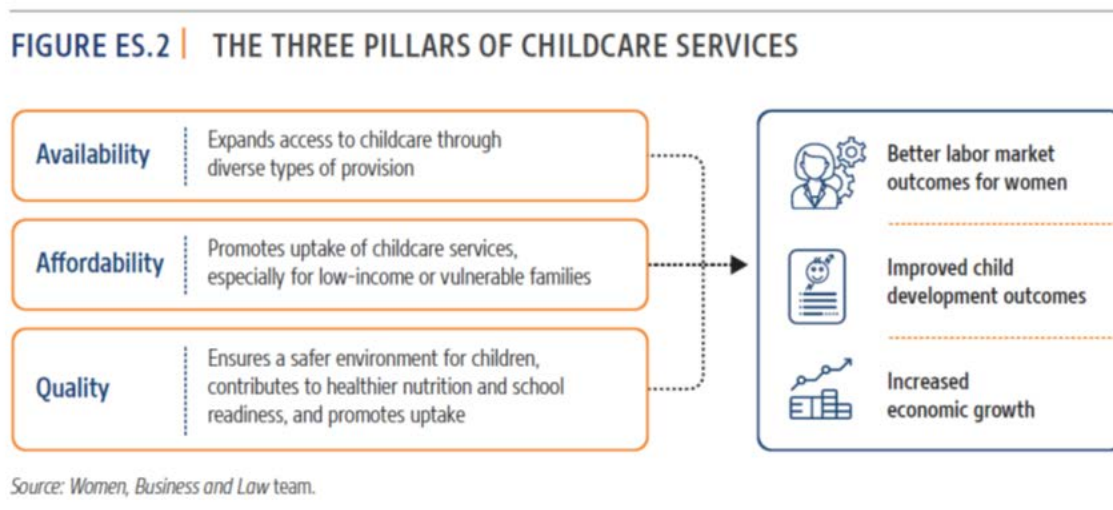 FIGURE ES.2 | THE THREE PILLARS OF CHILDCARE SERVICES
Availability
Expands access to childcare through
diverse types of provision
Affordability
Promotes uptake of childcare services,
especially for low-income or vulnerable families
Quality
Ensures a safer environment for children,
contributes to healthier nutrition and school
readiness, and promotes uptake
Better labor market
outcomes for women
Improved child
development outcomes
Increased
economic growth
Source: Women, Business and Law team.